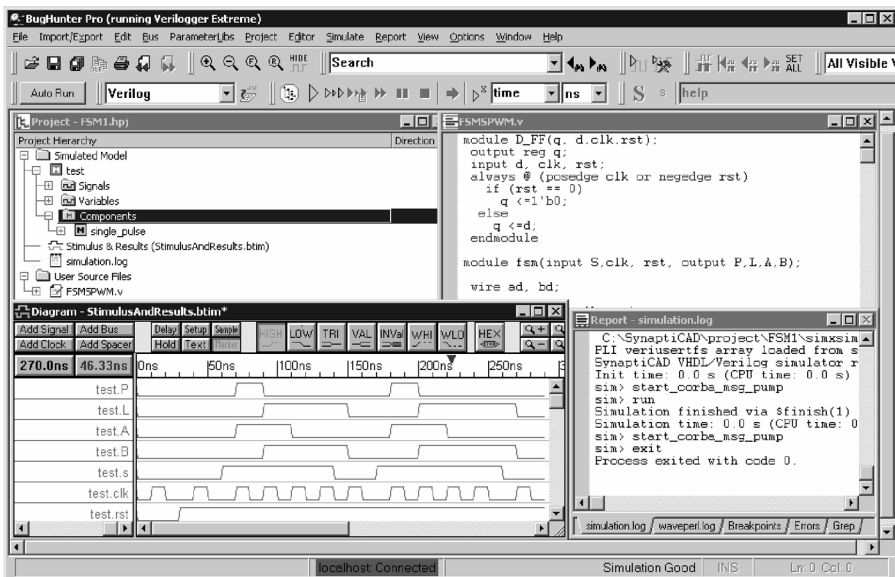 BugHunter Pro (running Verilogger Extreme)
File Import/Export Edit Bus ParameterLibs Project Editor Simulate Report View Options Window Help
HIDE Search SET ALL All Visible
Auto Run Verilog time ns S s help
Project - FSM1.hpj
Project Hierarchy Direction
Simulated Model
test
Signals
Variables
Components
single_pulse
Stimulus & Results (StimulusAndResults.btim)
simulation.log
User Source Files
FSMSPWM.v
FSMSPWM.v
module D_FF(q, d,clk,rst);
output reg q;
input d, clk, rst;
always @ (posedge clk or negedge rst)
if (rst == 0)
q <=1'b0;
else
q <=d;
endmodule
module fsm(input S,clk, rst, output P,L,A,B);
wire ad, bd;
Diagram - StimulusAndResults.btim*
Add Signal Add Bus Delay Setup Sample HIGH LOW TRI VAL INVal WHI WLO HEX
Add Clock Add Spacer Hold Text Marker
270.0ns 46.33ns 0ns 50ns 100ns 150ns 200ns 250ns
test.P
test.L
test.A
test.B
test.s
test.clk
test.rst
Report - simulation.log
C:\SynaptiCAD\project\FSM1\simxsim
PLI veriusertfs array loaded from s
SynaptiCAD VHDL/Verilog simulator r
Init time: 0.0 s (CPU time: 0.0 s)
sim> start_corba_msg_pump
sim> run
Simulation finished via $finish(1)
Simulation time: 0.0 s (CPU time: 0
sim> start_corba_msg_pump
sim> exit
Process exited with code 0.
simulation.log waveperl.log Breakpoints Errors Grep
localhost: Connected Simulation Good INS Ln: 0 Col: 0